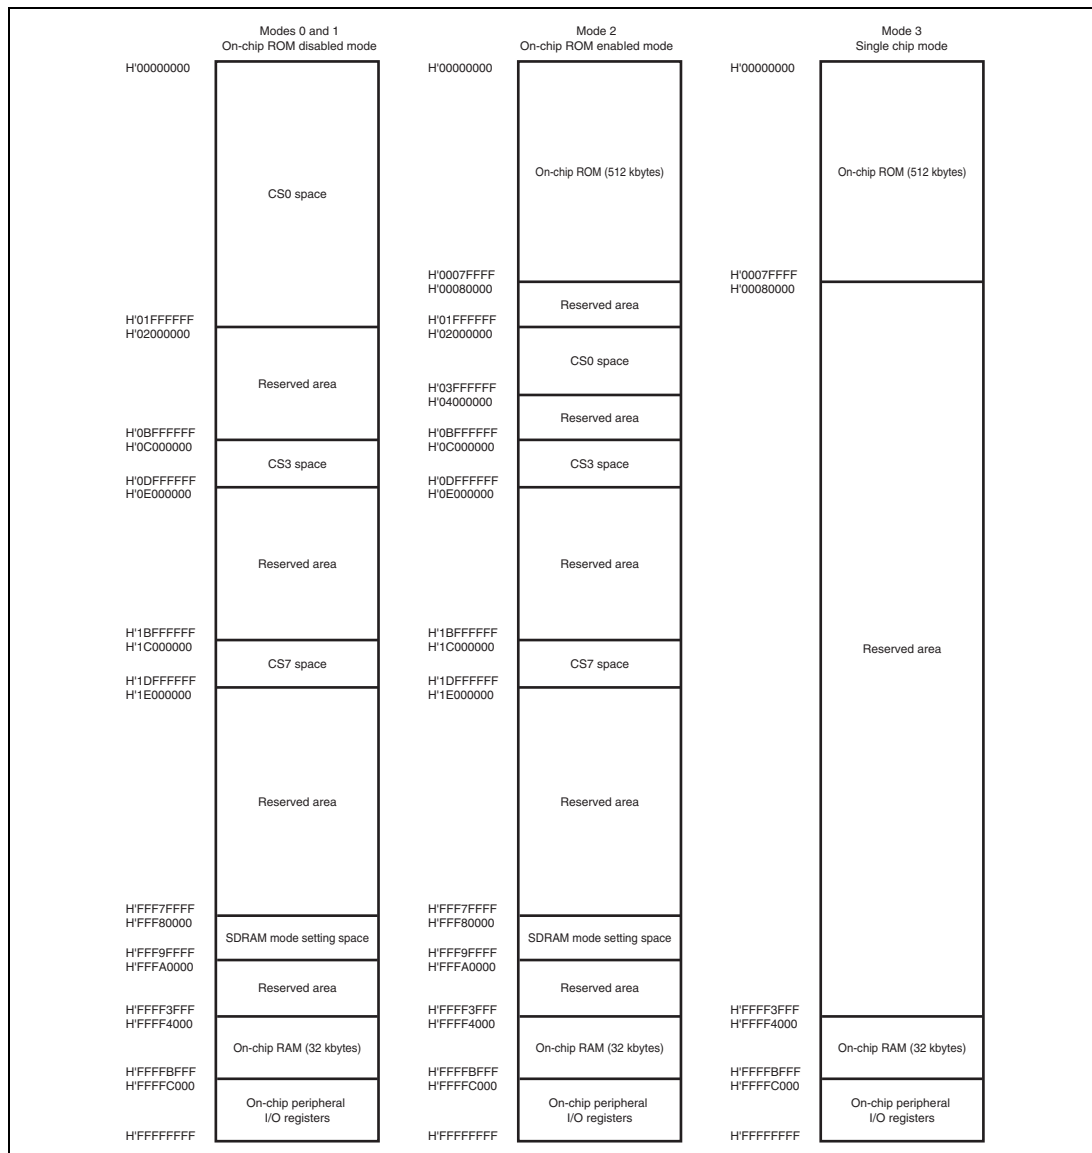 Modes 0 and 1
On-chip ROM disabled mode
H'00000000
CS0 space
H'01FFFFFF
H'02000000
Reserved area
H'0BFFFFFF
H'0C000000
CS3 space
H'0DFFFFFF
H'0E000000
Reserved area
H'1BFFFFFF
H'1C000000
CS7 space
H'1DFFFFFF
H'1E000000
Reserved area
H'FFF7FFFF
H'FFF80000
SDRAM mode setting space
H'FFF9FFFF
H'FFFA0000
Reserved area
H'FFFF3FFF
H'FFFF4000
On-chip RAM (32 kbytes)
H'FFFFBFFF
H'FFFFC000
On-chip peripheral
I/O registers
H'FFFFFFFF
Mode 2
On-chip ROM enabled mode
H'00000000
On-chip ROM (512 kbytes)
H'0007FFFF
H'00080000
Reserved area
H'01FFFFFF
H'02000000
CS0 space
H'03FFFFFF
H'04000000
Reserved area
H'0BFFFFFF
H'0C000000
CS3 space
H'0DFFFFFF
H'0E000000
Reserved area
H'1BFFFFFF
H'1C000000
CS7 space
H'1DFFFFFF
H'1E000000
Reserved area
H'FFF7FFFF
H'FFF80000
SDRAM mode setting space
H'FFF9FFFF
H'FFFA0000
Reserved area
H'FFFF3FFF
H'FFFF4000
On-chip RAM (32 kbytes)
H'FFFFBFFF
H'FFFFC000
On-chip peripheral
I/O registers
H'FFFFFFFF
Mode 3
Single chip mode
H'00000000
On-chip ROM (512 kbytes)
H'0007FFFF
H'00080000
Reserved area
H'FFFF3FFF
H'FFFF4000
On-chip RAM (32 kbytes)
H'FFFFBFFF
H'FFFFC000
On-chip peripheral
I/O registers
H'FFFFFFFF